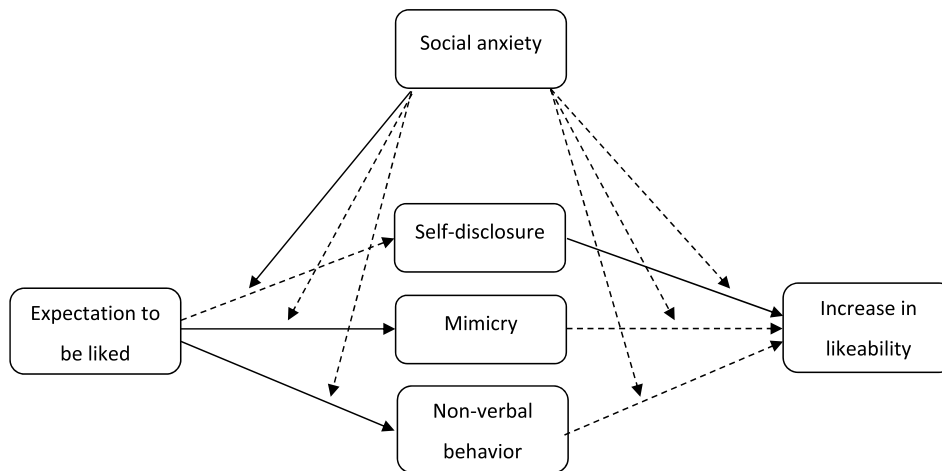 Social anxiety
Self-disclosure
Expectation to
be liked
Mimicry
Increase in
likeability
Non-verbal
behavior